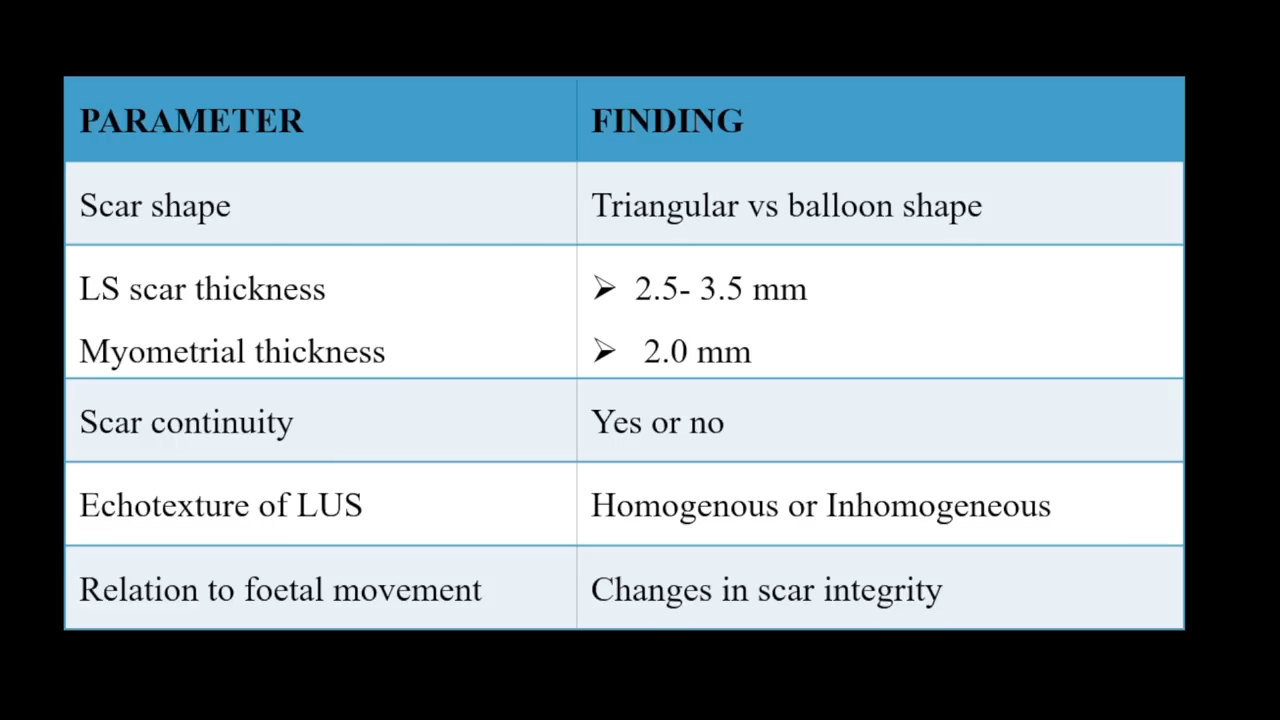 PARAMETER FINDING
Scar shape Triangular vs balloon shape
LS scar thickness ➢ 2.5- 3.5 mm
Myometrial thickness ➢ 2.0 mm
Scar continuity Yes or no
Echotexture of LUS Homogenous or Inhomogeneous
Relation to foetal movement Changes in scar integrity